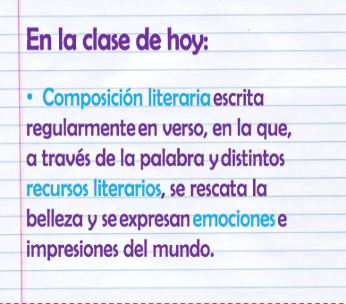 En la clase de hoy:
• Composición literaria escrita
regularmente en verso, en la que,
a través de la palabra y distintos
recursos literarios, se rescata la
belleza y se expresan emociones e
impresiones del mundo.